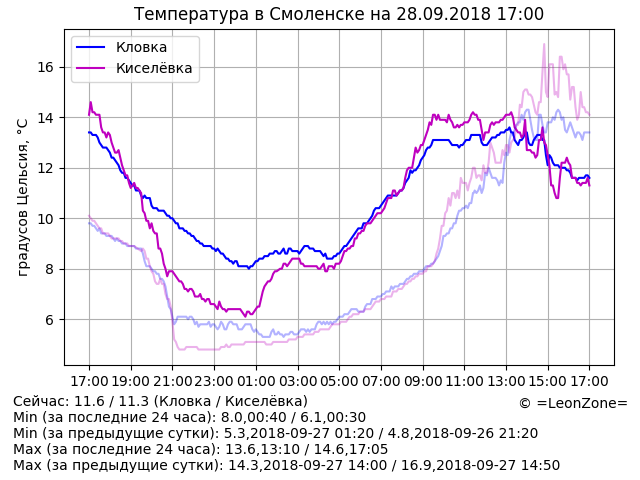 Температура в Смоленске на 28.09.2018 17:00
Кловка
Киселёвка
градусов Цельсия, °C
16
14
12
10
8
6
17:00 19:00 21:00 23:00 01:00 03:00 05:00 07:00 09:00 11:00 13:00 15:00 17:00
Сейчас: 11.6 / 11.3 (Кловка / Киселёвка)
© =LeonZone=
Min (за последние 24 часа): 8.0,00:40 / 6.1,00:30
Min (за предыдущие сутки): 5.3,2018-09-27 01:20 / 4.8,2018-09-26 21:20
Max (за последние 24 часа): 13.6,13:10 / 14.6,17:05
Max (за предыдущие сутки): 14.3,2018-09-27 14:00 / 16.9,2018-09-27 14:50